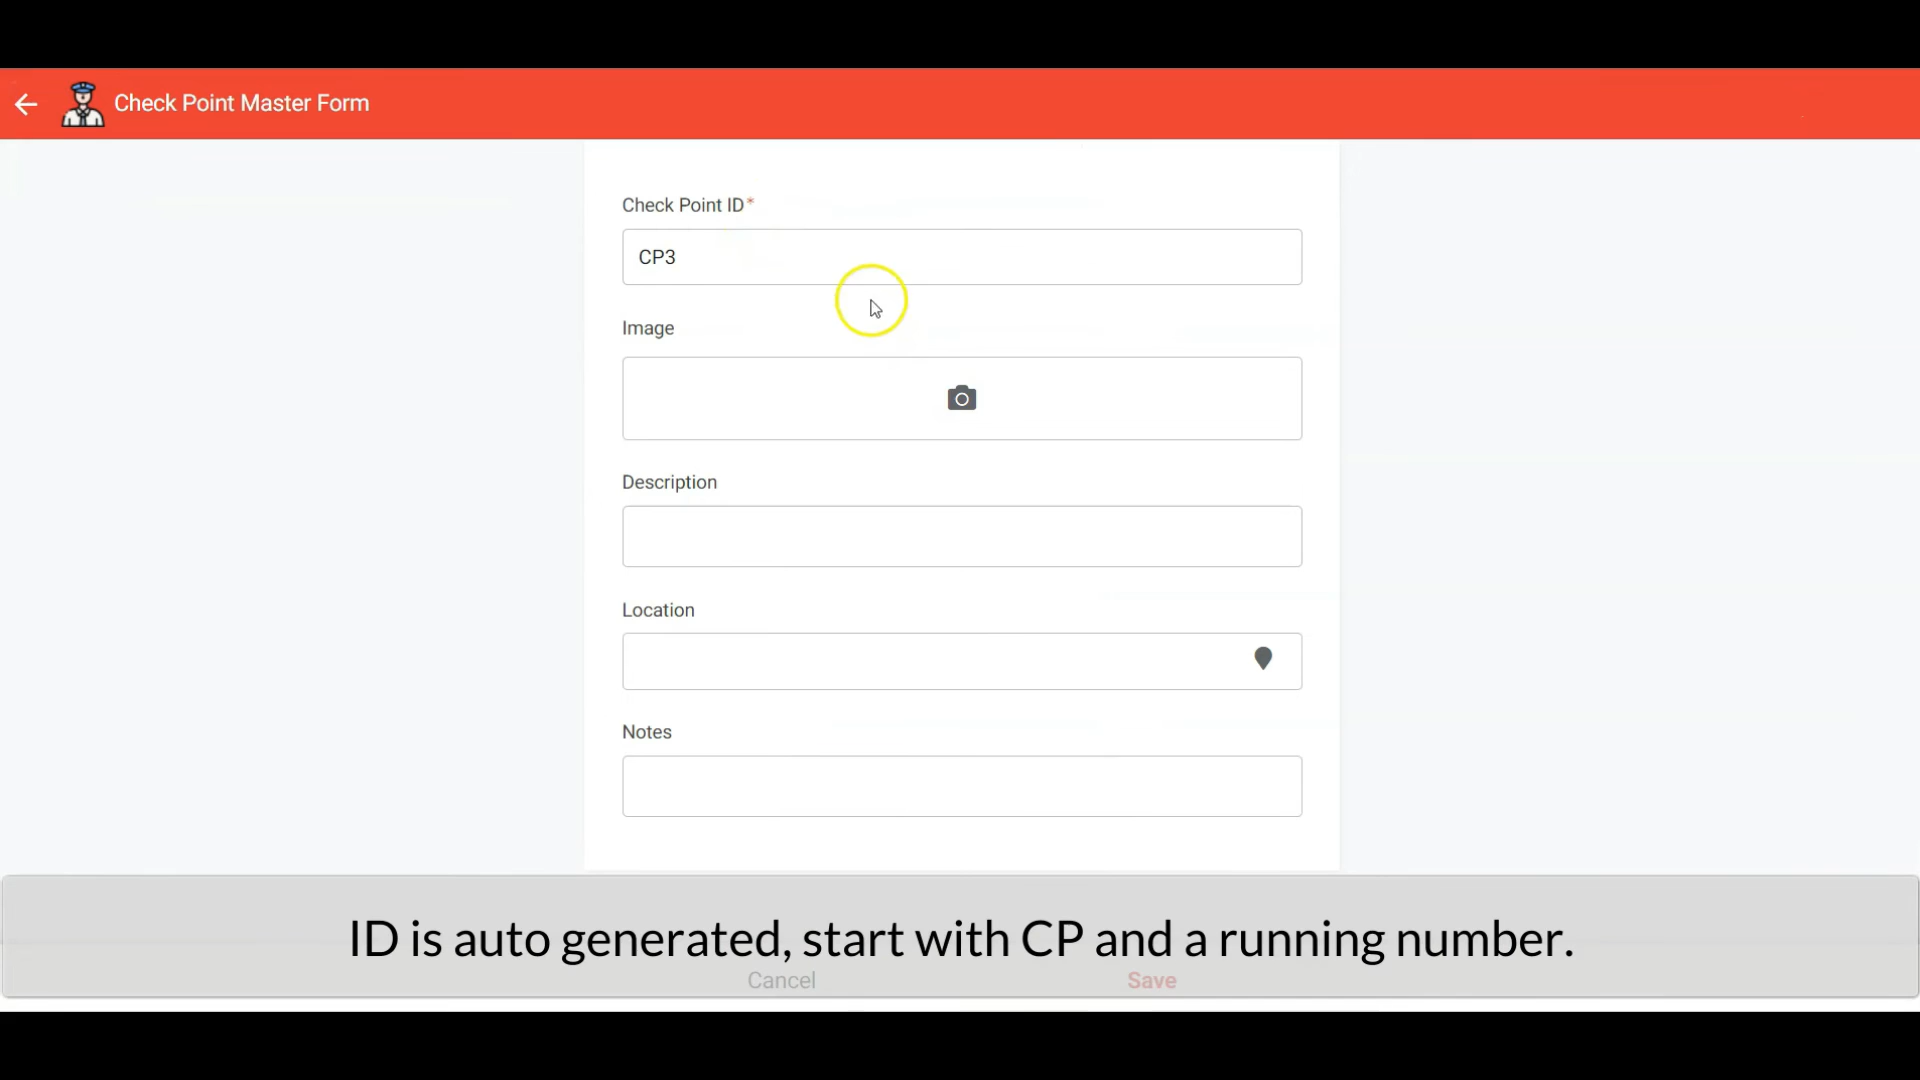 Check Point Master Form
Check Point ID*
CP3
Image
Description
Location
Notes
ID is auto generated, start with CP and a running number.
Cancel Save